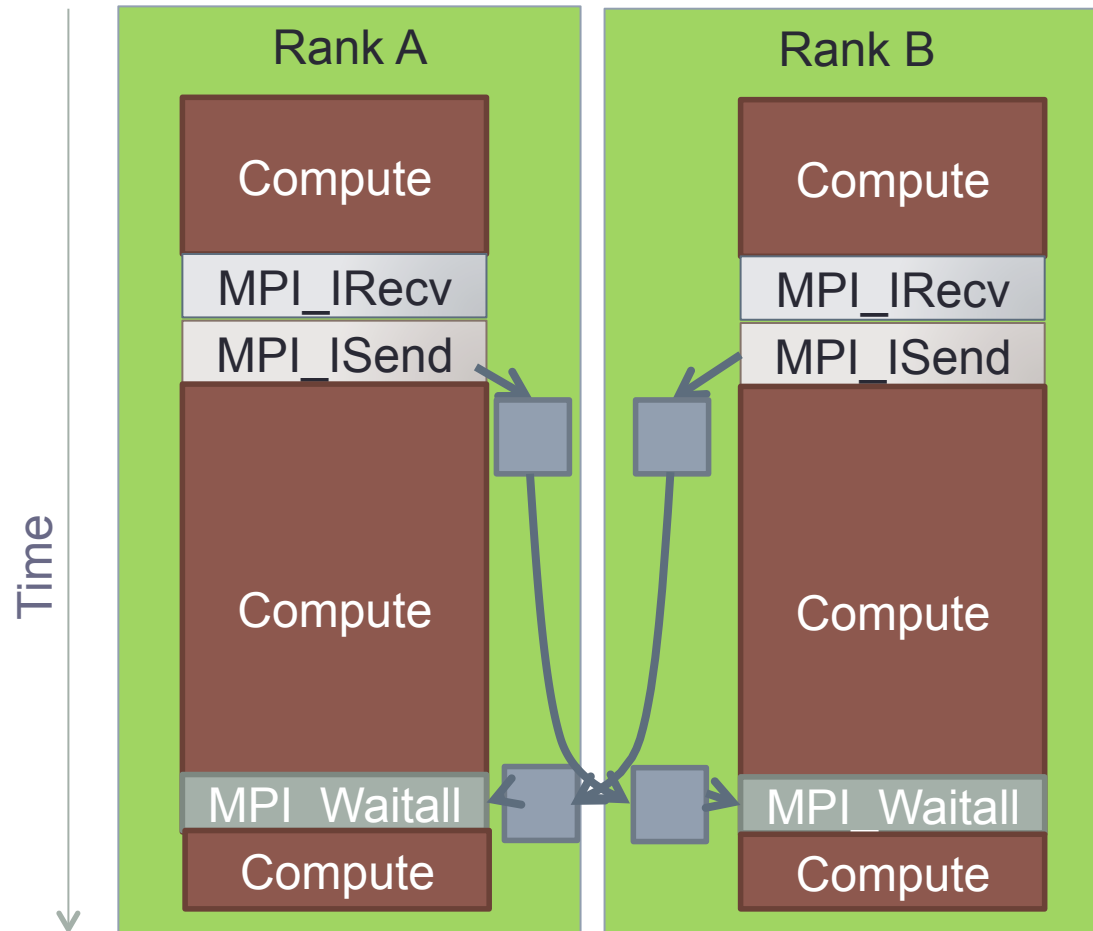 Rank A
Compute
MPI_IRecv
MPI_ISend
Compute
MPI_Waitall
Compute
Rank B
Compute
MPI_IRecv
MPI_ISend
Compute
MPI_Waitall
Compute
Time